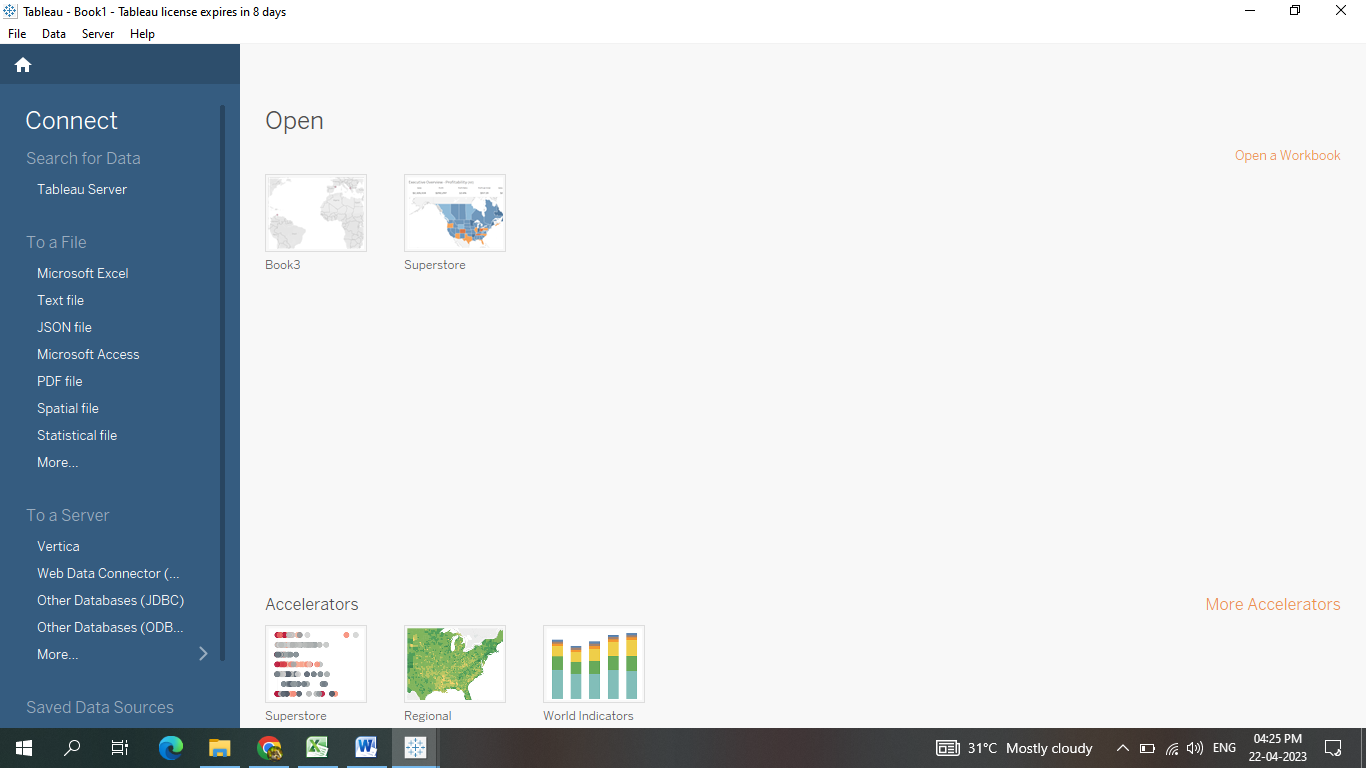 Tableau - Book1 - Tableau license expires in 8 days
File Data Server Help
Connect
Search for Data
Tableau Server
To a File
Microsoft Excel
Text file
JSON file
Microsoft Access
PDF file
Spatial file
Statistical file
More...
To a Server
Vertica
Web Data Connector (...
Other Databases (JDBC)
Other Databases (ODB...
More...
Saved Data Sources
Open
Open a Workbook
Book3
Superstore
Accelerators
More Accelerators
Superstore
Regional
World Indicators
31°C Mostly cloudy
ENG
04:25 PM
22-04-2023